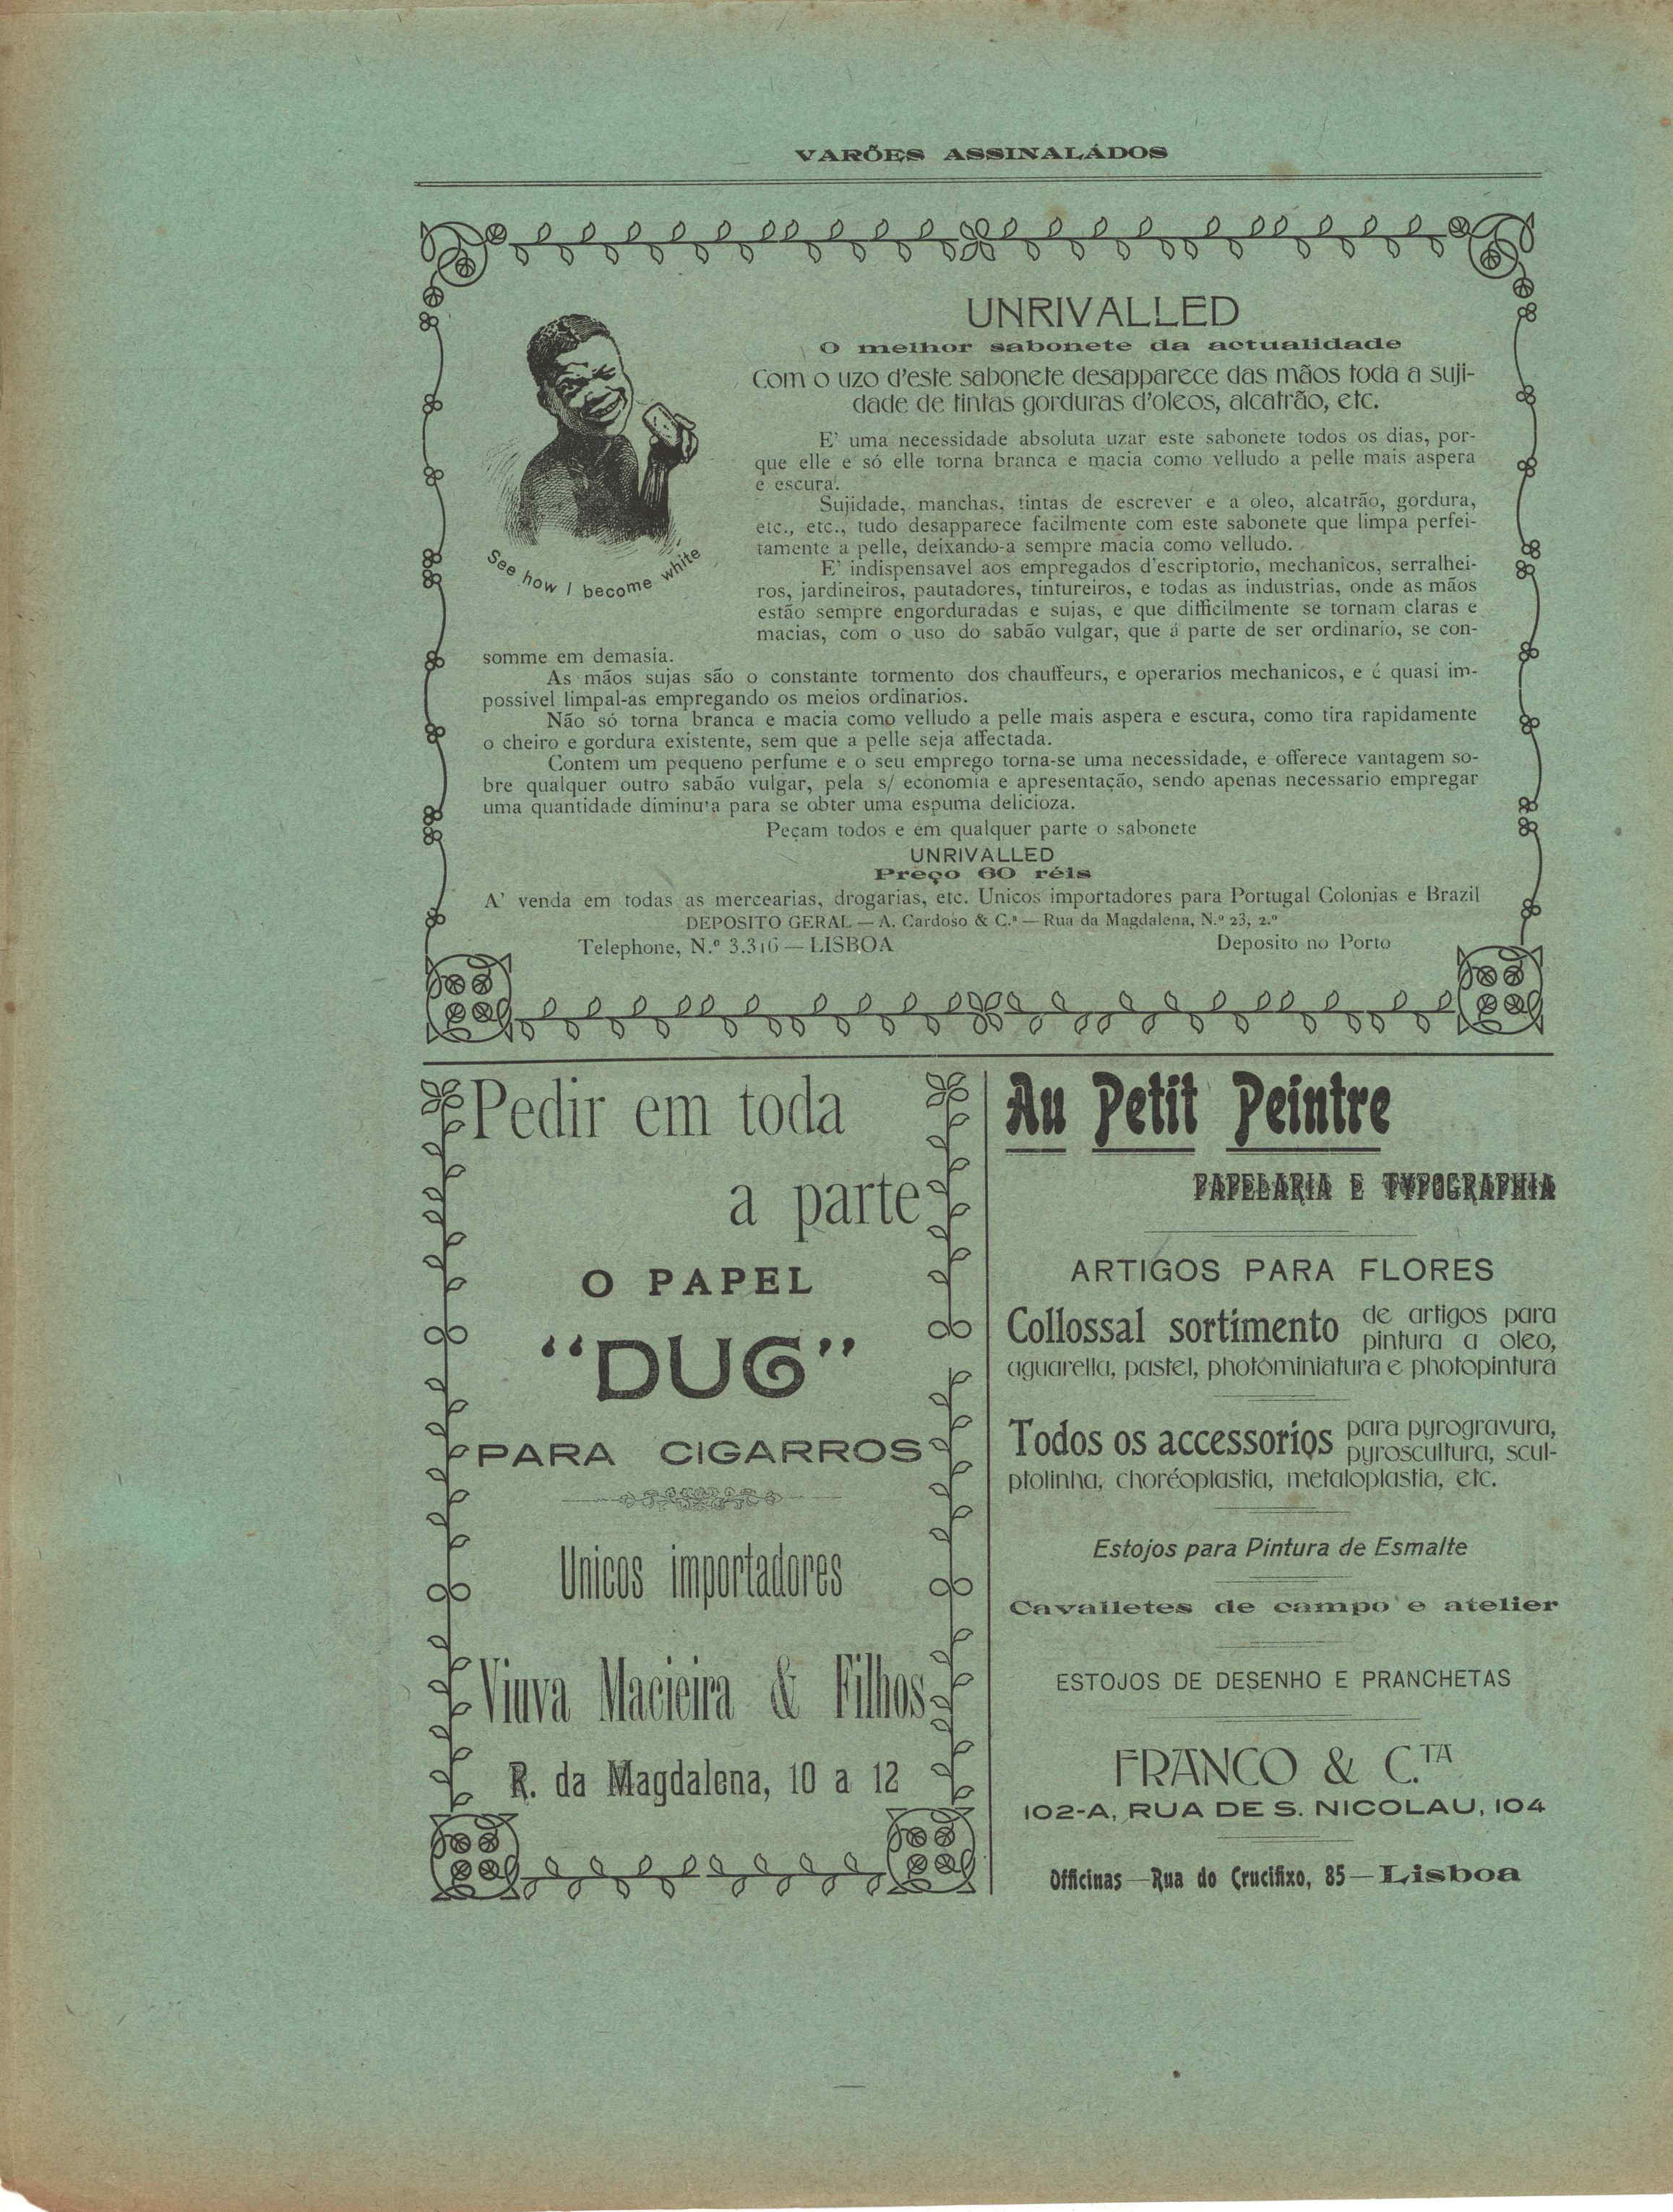 VARÕES ASSINALÁDOS
UNRIVALLED
O melhor sabonete da actualidade
Com o uzo d'este sabonete desapparece das mãos toda a suji-
dade de tintas gorduras d'oleos, alcatrão, etc.
E' uma necessidade absoluta uzar este sabonete todos os dias, por-
que elle e só elle torna branca e macia como velludo a pelle mais aspera
e escura.
Sujidade, manchas, tintas de escrever e a oleo, alcatrão, gordura,
etc., etc., tudo desapparece facilmente com este sabonete que limpa perfei-
tamente a pelle, deixando-a sempre macia como velludo.
E' indispensavel aos empregados d'escriptorio, mechanicos, serralhei-
ros, jardineiros, pautadores, tintureiros, e todas as industrias, onde as mãos
estão sempre engorduradas e sujas, e que difficilmente se tornam claras e
macias, com o uso do sabão vulgar, que á parte de ser ordinario, se con-
somme em demasia.
See how I become white
As mãos sujas são o constante tormento dos chauffeurs, e operarios mechanicos, e é quasi im-
possivel limpal-as empregando os meios ordinarios.
Não só torna branca e macia como velludo a pelle mais aspera e escura, como tira rapidamente
o cheiro e gordura existente, sem que a pelle seja affectada.
Contem um pequeno perfume e o seu emprego torna-se uma necessidade, e offerece vantagem so-
bre qualquer outro sabão vulgar, pela s/ economia e apresentação, sendo apenas necessario empregar
uma quantidade diminuta para se obter uma espuma delicioza.
Peçam todos e em qualquer parte o sabonete
UNRIVALLED
Preço 60 réis
A' venda em todas as mercearias, drogarias, etc. Unicos importadores para Portugal Colonias e Brazil
DEPOSITO GERAL — A. Cardoso & C.ª — Rua da Magdalena, N.º 23, 2.º
Telephone, N.º 3.316 — LISBOA Deposito no Porto
Pedir em toda
a parte
O PAPEL
"DUG"
PARA CIGARROS
Unicos importadores
Viuva Macieira & Filhos
R. da Magdalena, 10 a 12
Au Petit Peintre
PAPELARIA E TYPOGRAPHIA
ARTIGOS PARA FLORES
Collossal sortimento de artigos para
pintura a oleo,
aguarella, pastel, photominiatura e photopintura
Todos os accessorios para pyrogravura,
pyroscultura, scul-
ptolinha, choréoplastia, metaloplastia, etc.
Estojos para Pintura de Esmalte
Cavalletes de campo e atelier
ESTOJOS DE DESENHO E PRANCHETAS
FRANCO & C.TA
102-A, RUA DE S. NICOLAU, 104
Officinas — Rua do Crucifixo, 85 — Lisboa